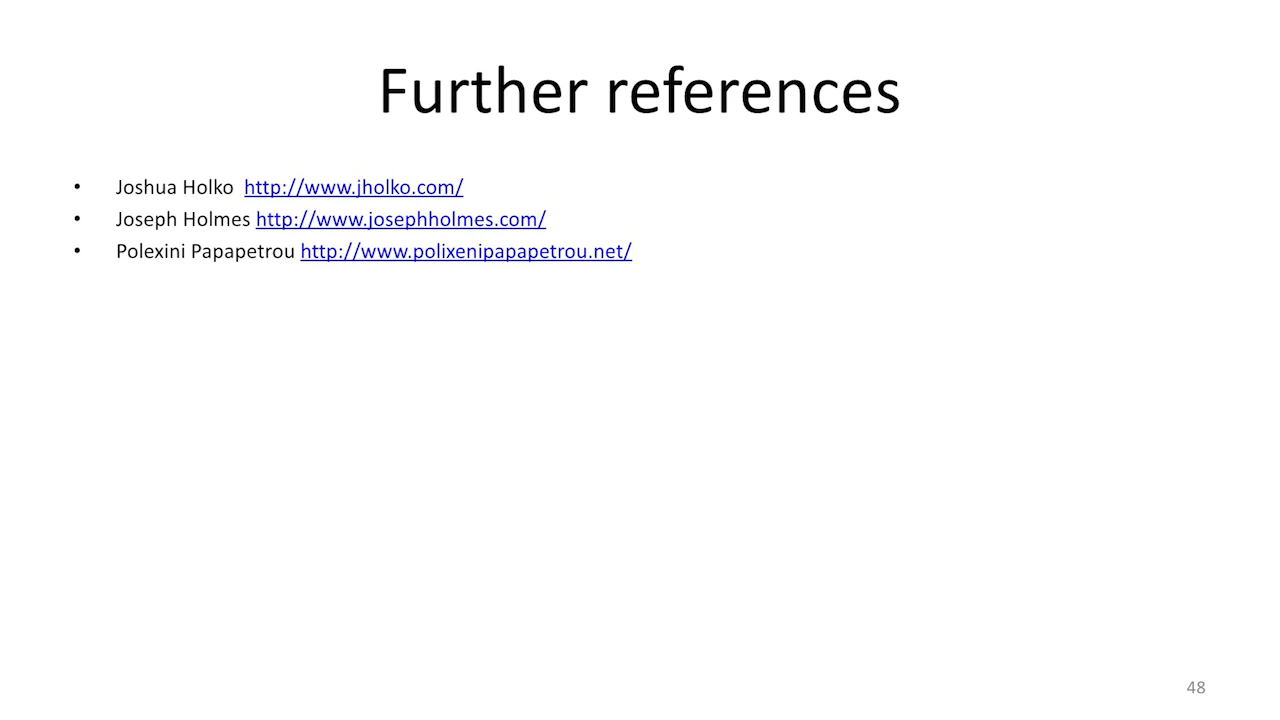 Further references
• Joshua Holko http://www.jholko.com/
• Joseph Holmes http://www.josephholmes.com/
• Polexini Papapetrou http://www.polixenipapapetrou.net/
48